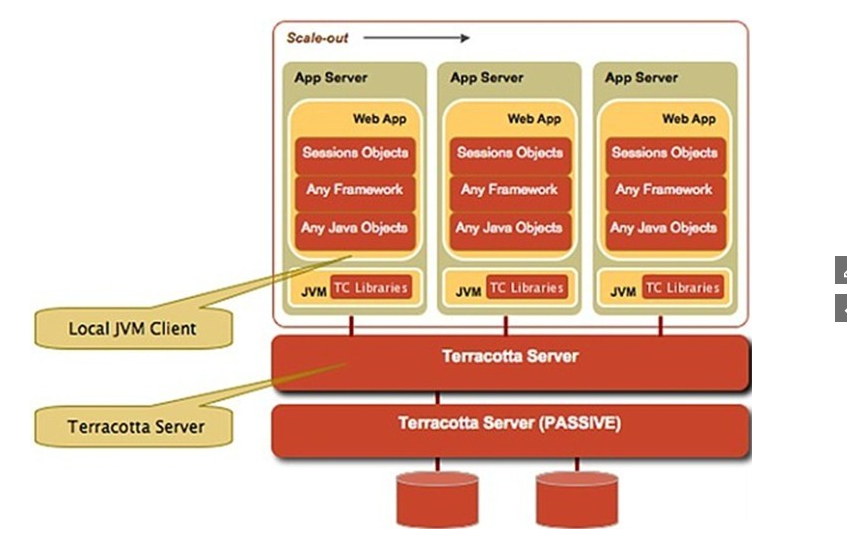 Scale-out
App Server
App Server
App Server
Web App
Web App
Web App
Sessions Objects
Sessions Objects
Sessions Objects
Any Framework
Any Framework
Any Framework
Any Java Objects
Any Java Objects
Any Java Objects
JVM TC Libraries
JVM TC Libraries
JVM TC Libraries
Local JVM Client
Terracotta Server
Terracotta Server
Terracotta Server (PASSIVE)